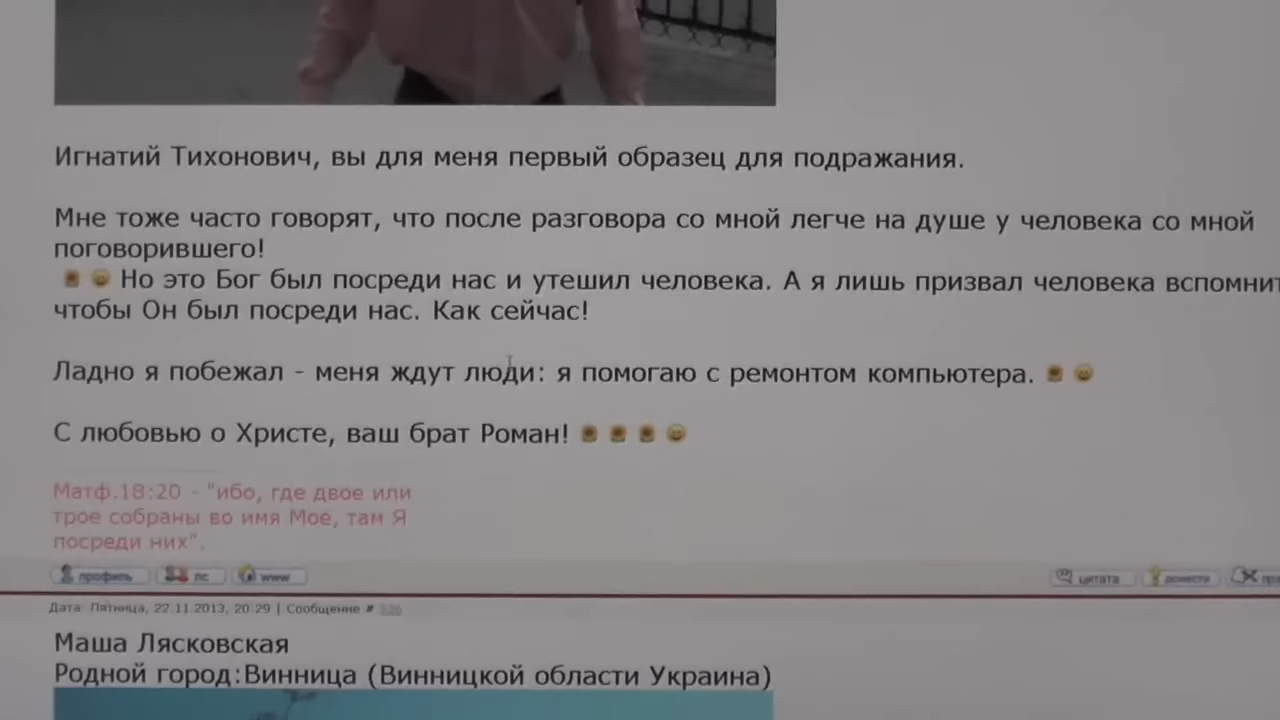 Игнатий Тихонович, вы для меня первый образец для подражания.
Мне тоже часто говорят, что после разговора со мной легче на душе у человека со мной
поговорившего!
Но это Бог был посреди нас и утешил человека. А я лишь призвал человека вспомнит
чтобы Он был посреди нас. Как сейчас!
Ладно я побежал - меня ждут люди: я помогаю с ремонтом компьютера.
С любовью о Христе, ваш брат Роман!
Матф.18:20 - "ибо, где двое или
трое собраны во имя Мое, там Я
посреди них".
профиль лс www цитата
Дата: Пятница, 22.11.2013, 20:29 | Сообщение #
Маша Лясковская
Родной город:Винница (Винницкой области Украина)